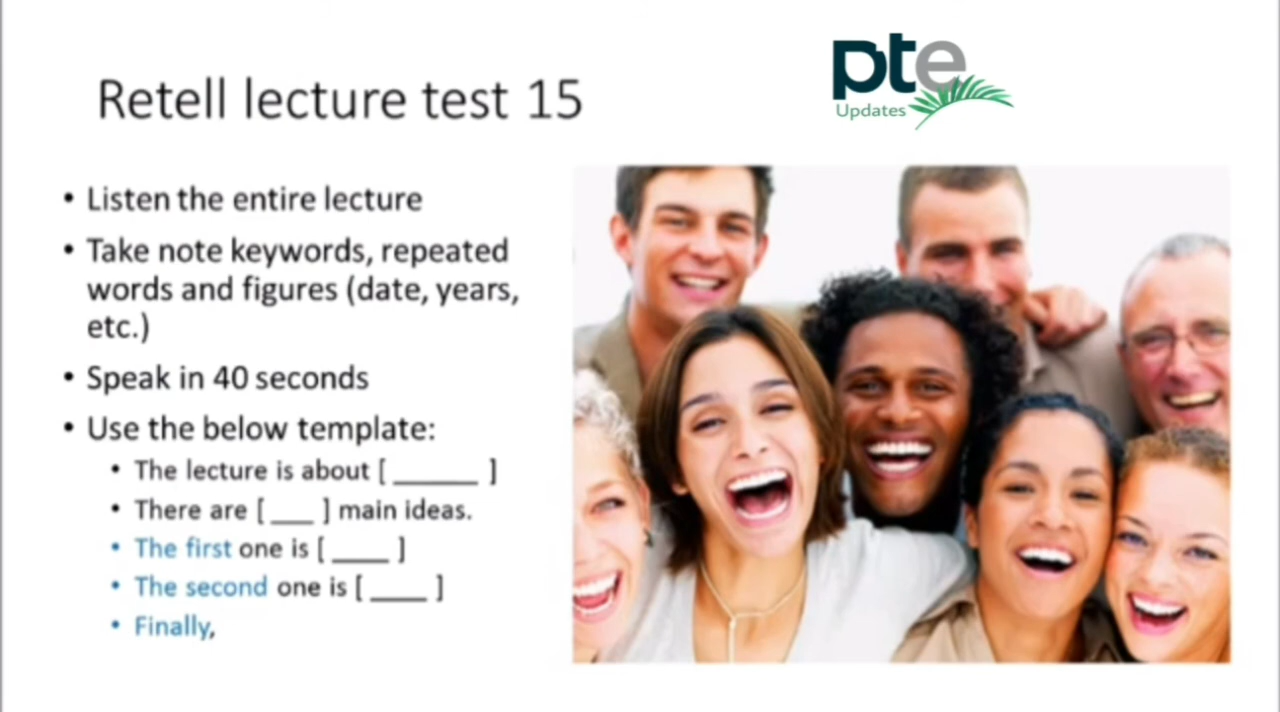 pte
Updates
Retell lecture test 15
• Listen the entire lecture
• Take note keywords, repeated
words and figures (date, years,
etc.)
• Speak in 40 seconds
• Use the below template:
• The lecture is about [ _______ ]
• There are [ ___ ] main ideas.
• The first one is [ ____ ]
• The second one is [ ____ ]
• Finally,